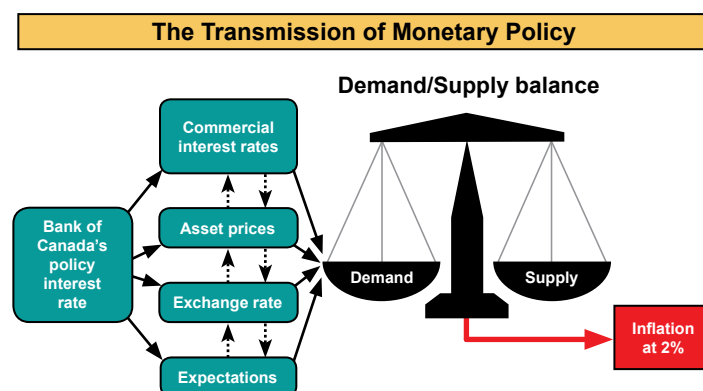 The Transmission of Monetary Policy
Demand/Supply balance
Commercial
interest rates
Bank of
Canada's
policy
interest
rate
Asset prices
Exchange rate
Expectations
Demand
Supply
Inflation
at 2%